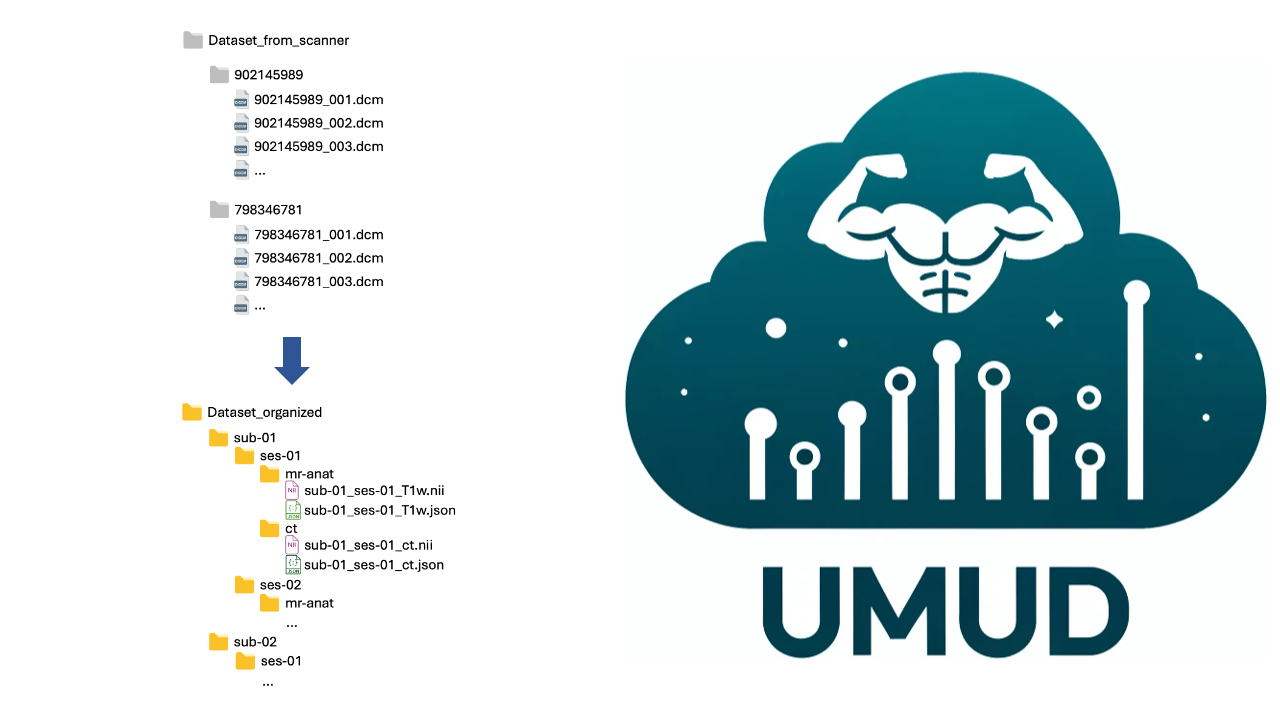 Dataset_from_scanner
902145989
902145989_001.dcm
902145989_002.dcm
902145989_003.dcm
...
798346781
798346781_001.dcm
798346781_002.dcm
798346781_003.dcm
...
Dataset_organized
sub-01
ses-01
mr-anat
sub-01_ses-01_T1w.nii
sub-01_ses-01_T1w.json
ct
sub-01_ses-01_ct.nii
sub-01_ses-01_ct.json
ses-02
mr-anat
...
sub-02
ses-01
...
UMUD